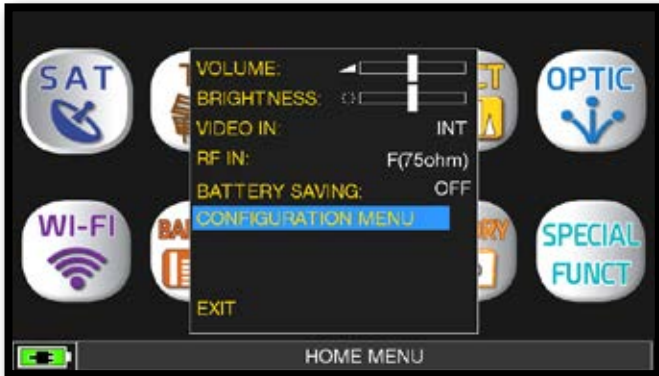 SAT
OPTIC
VOLUME:
BRIGHTNESS:
VIDEO IN: INT
RF IN: F(75ohm)
BATTERY SAVING: OFF
CONFIGURATION MENU
EXIT
WI-FI
SPECIAL
FUNCT
HOME MENU